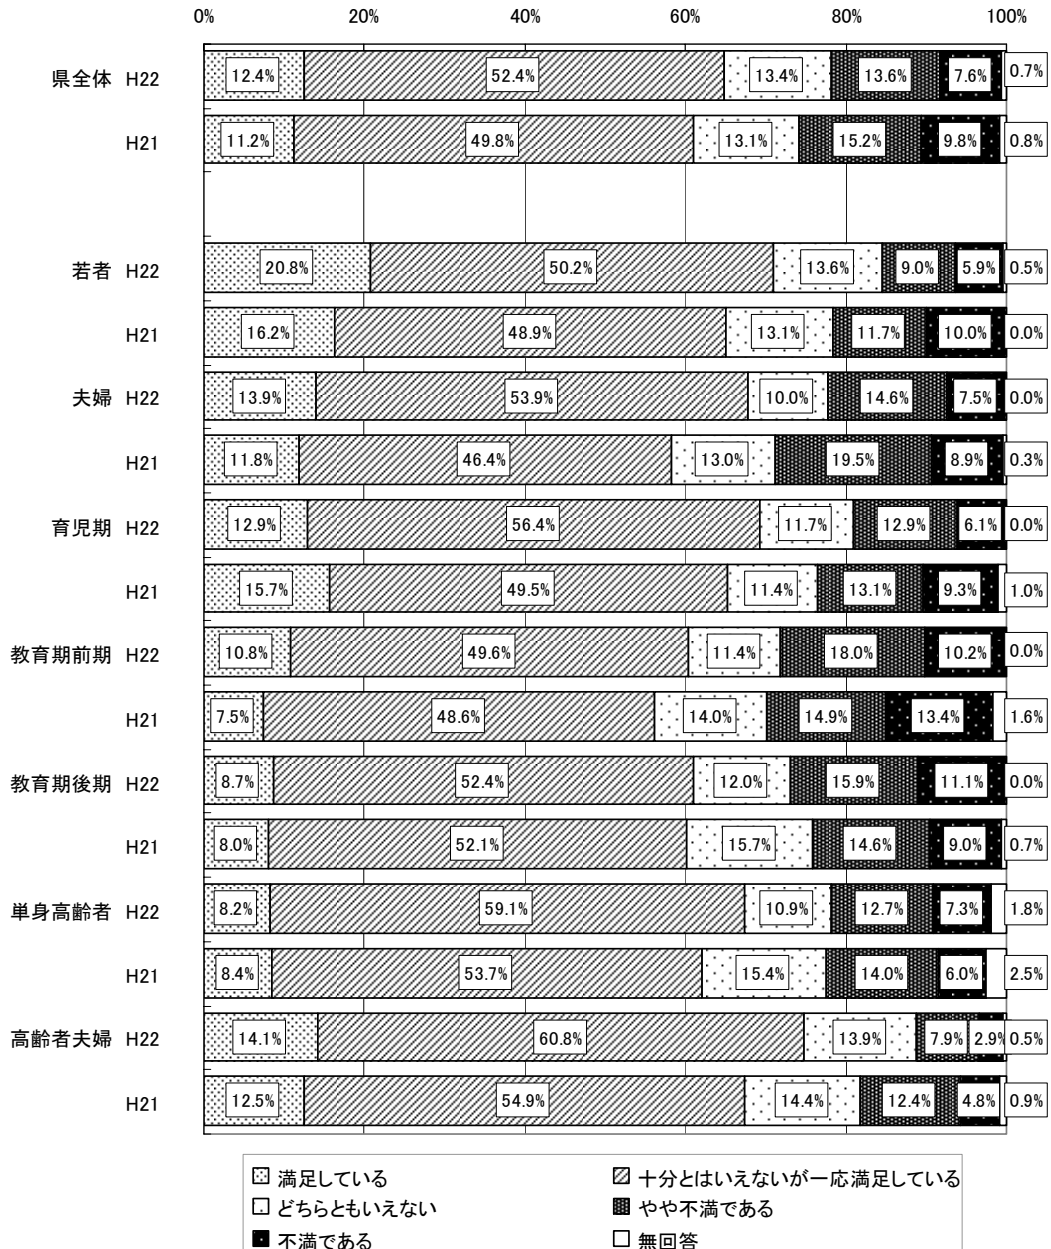 0% 20% 40% 60% 80% 100%
県全体 H22 12.4% 52.4% 13.4% 13.6% 7.6% 0.7%
H21 11.2% 49.8% 13.1% 15.2% 9.8% 0.8%
若者 H22 20.8% 50.2% 13.6% 9.0% 5.9% 0.5%
H21 16.2% 48.9% 13.1% 11.7% 10.0% 0.0%
夫婦 H22 13.9% 53.9% 10.0% 14.6% 7.5% 0.0%
H21 11.8% 46.4% 13.0% 19.5% 8.9% 0.3%
育児期 H22 12.9% 56.4% 11.7% 12.9% 6.1% 0.0%
H21 15.7% 49.5% 11.4% 13.1% 9.3% 1.0%
教育期前期 H22 10.8% 49.6% 11.4% 18.0% 10.2% 0.0%
H21 7.5% 48.6% 14.0% 14.9% 13.4% 1.6%
教育期後期 H22 8.7% 52.4% 12.0% 15.9% 11.1% 0.0%
H21 8.0% 52.1% 15.7% 14.6% 9.0% 0.7%
単身高齢者 H22 8.2% 59.1% 10.9% 12.7% 7.3% 1.8%
H21 8.4% 53.7% 15.4% 14.0% 6.0% 2.5%
高齢者夫婦 H22 14.1% 60.8% 13.9% 7.9% 2.9% 0.5%
H21 12.5% 54.9% 14.4% 12.4% 4.8% 0.9%
満足している 十分とはいえないが一応満足している
どちらともいえない やや不満である
不満である 無回答